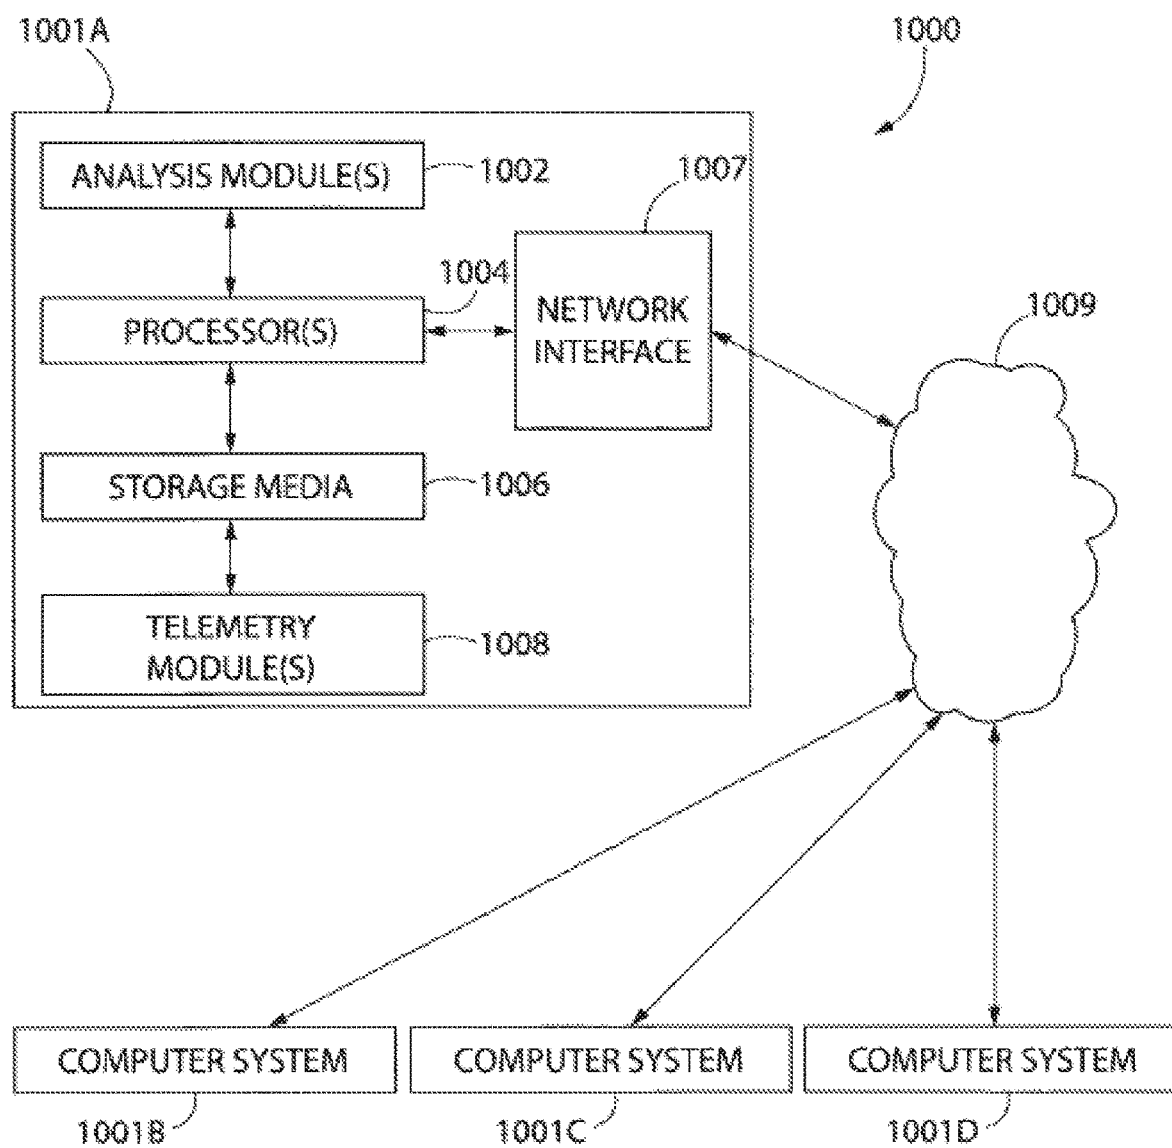 1001A
1000
ANALYSIS MODULE(S)
1002
1007
1004
PROCESSOR(S)
NETWORK
INTERFACE
1009
STORAGE MEDIA
1006
TELEMETRY
MODULE(S)
1008
COMPUTER SYSTEM
COMPUTER SYSTEM
COMPUTER SYSTEM
1001B
1001C
1001D